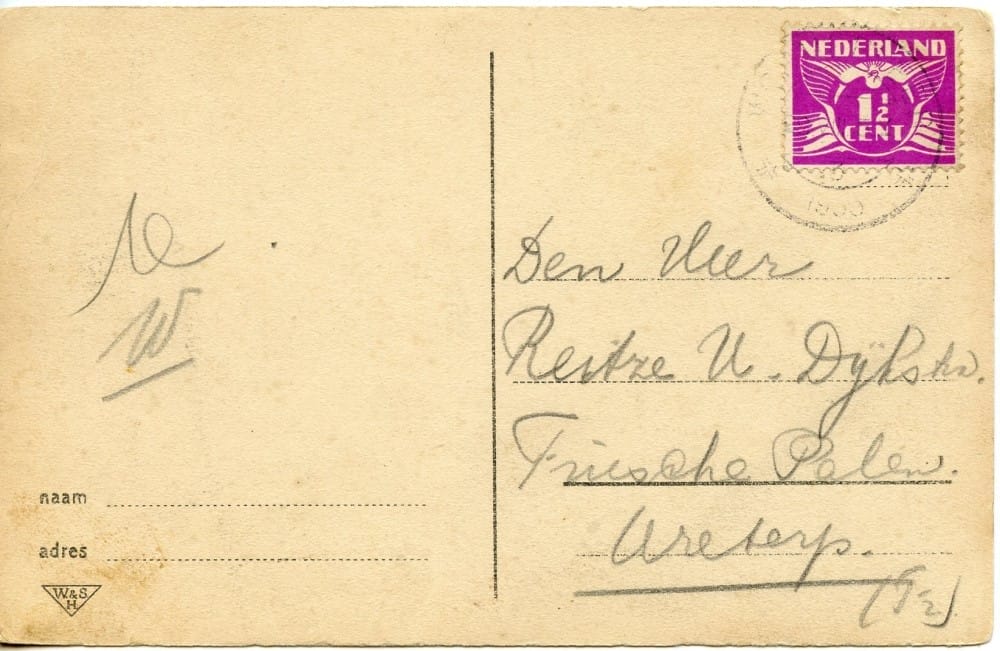 NEDERLAND
1½
CENT
Den Heer
Reitze U. Dijkstra.
Friesche Palen.
Ureterp.
(Fr.)
W
naam
adres
W.&S.
H.